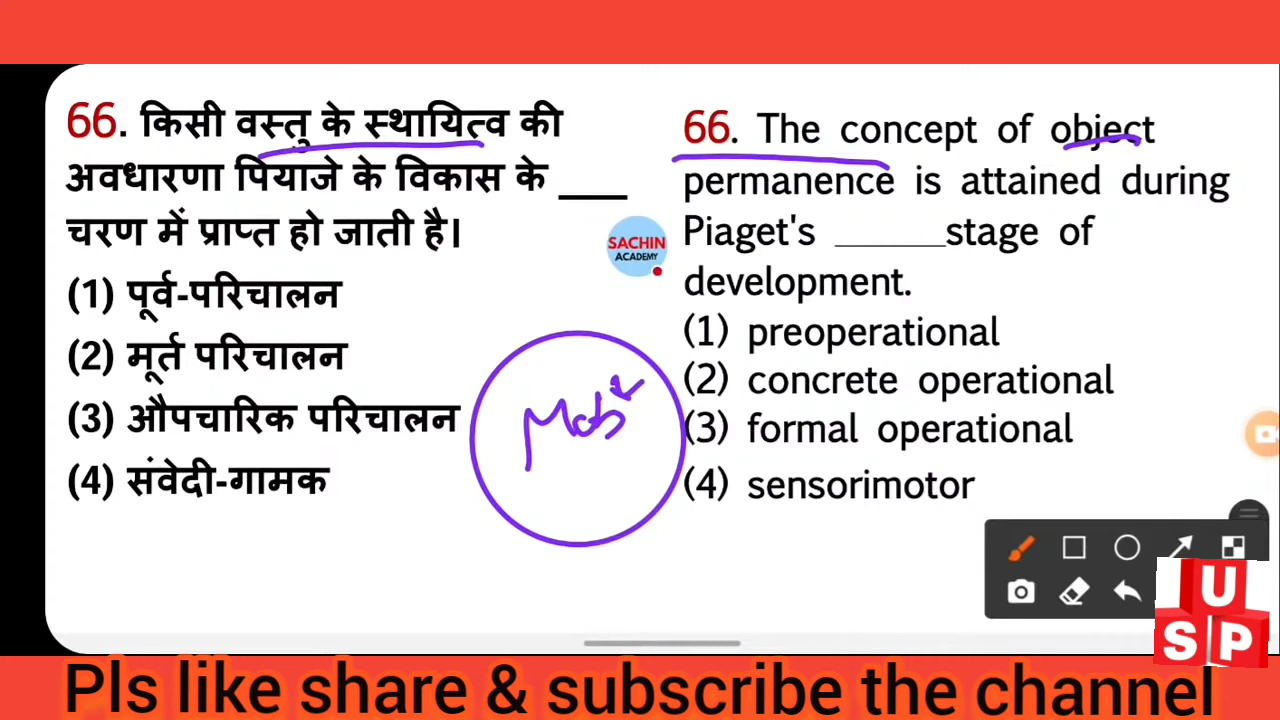 66. किसी वस्तु के स्थायित्व की
अवधारणा पियाजे के विकास के ____
चरण में प्राप्त हो जाती है।
(1) पूर्व-परिचालन
(2) मूर्त परिचालन
(3) औपचारिक परिचालन
(4) संवेदी-गामक
SACHIN
ACADEMY
66. The concept of object
permanence is attained during
Piaget's _____stage of
development.
(1) preoperational
(2) concrete operational
(3) formal operational
(4) sensorimotor
U
S P
Pls like share & subscribe the channel